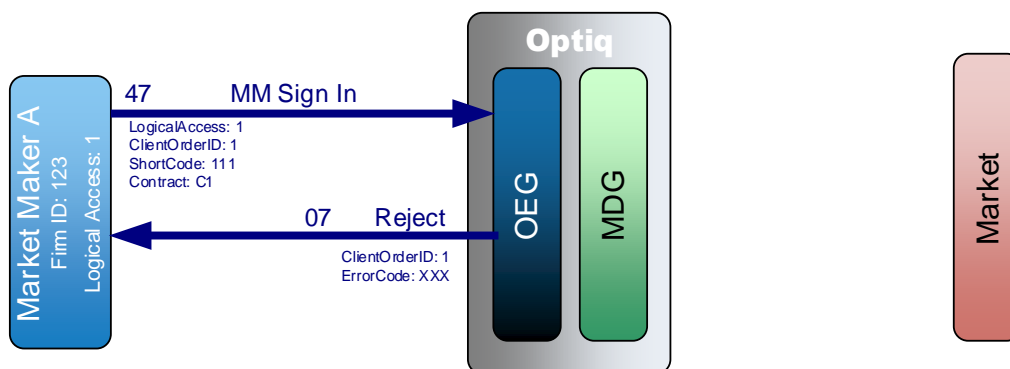 Optiq
47 MM Sign In
LogicalAccess: 1
ClientOrderID: 1
ShortCode: 111
Contract: C1
Market Maker A
Firm ID: 123
Logical Access: 1
07 Reject
ClientOrderID: 1
ErrorCode: XXX
OEG
MDG
Market